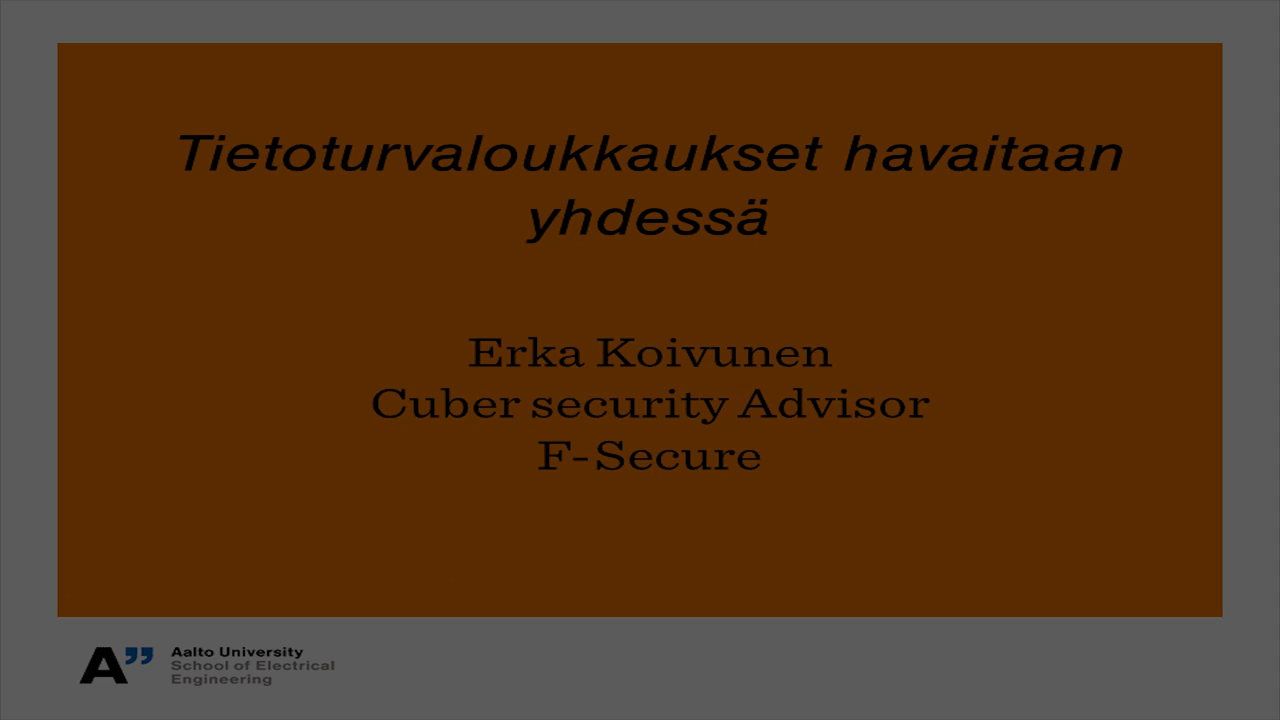 Tietoturvaloukkaukset havaitaan
yhdessä
Erka Koivunen
Cuber security Advisor
F-Secure
A”
Aalto University
School of Electrical
Engineering